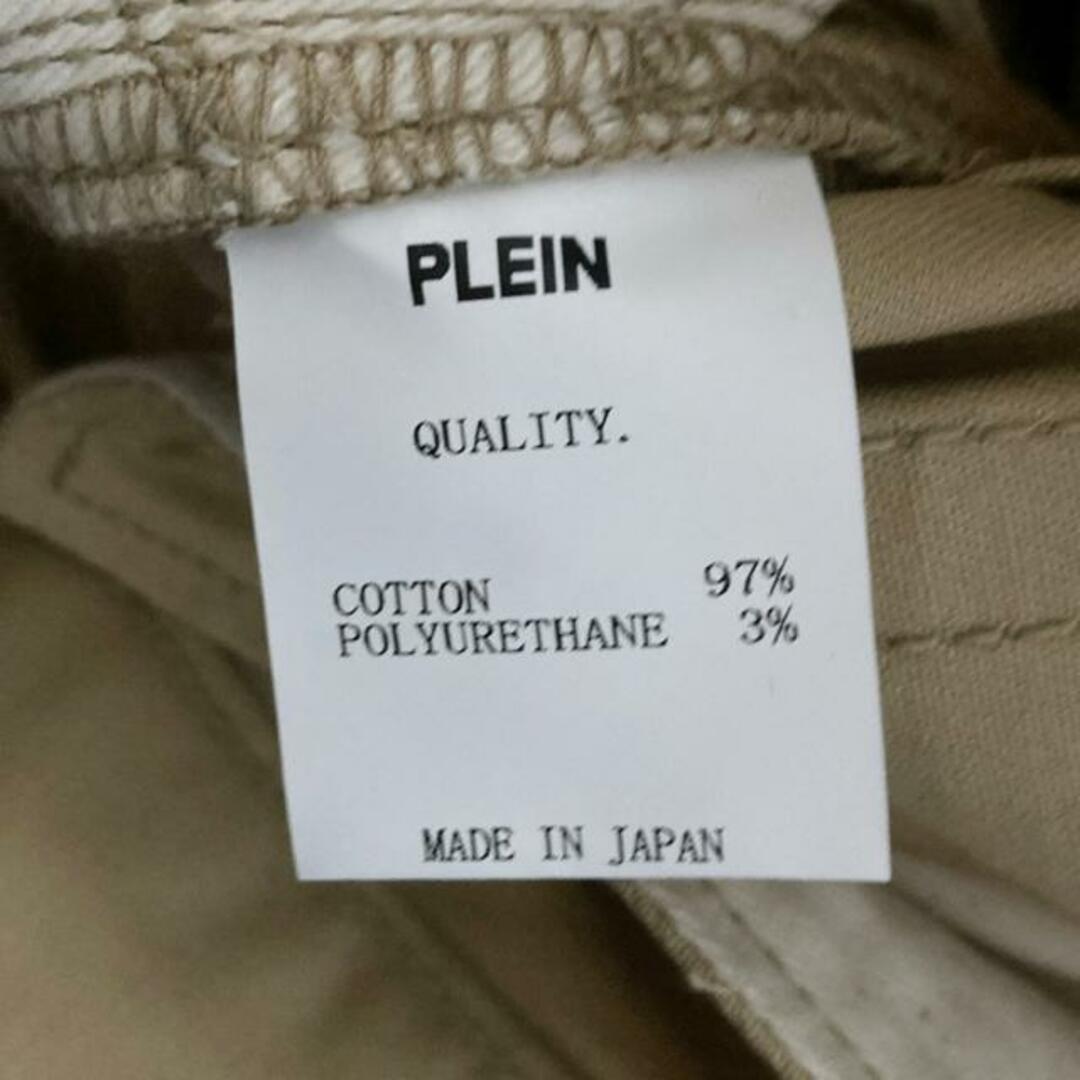 PLEIN
QUALITY.
COTTON 97%
POLYURETHANE 3%
MADE IN JAPAN